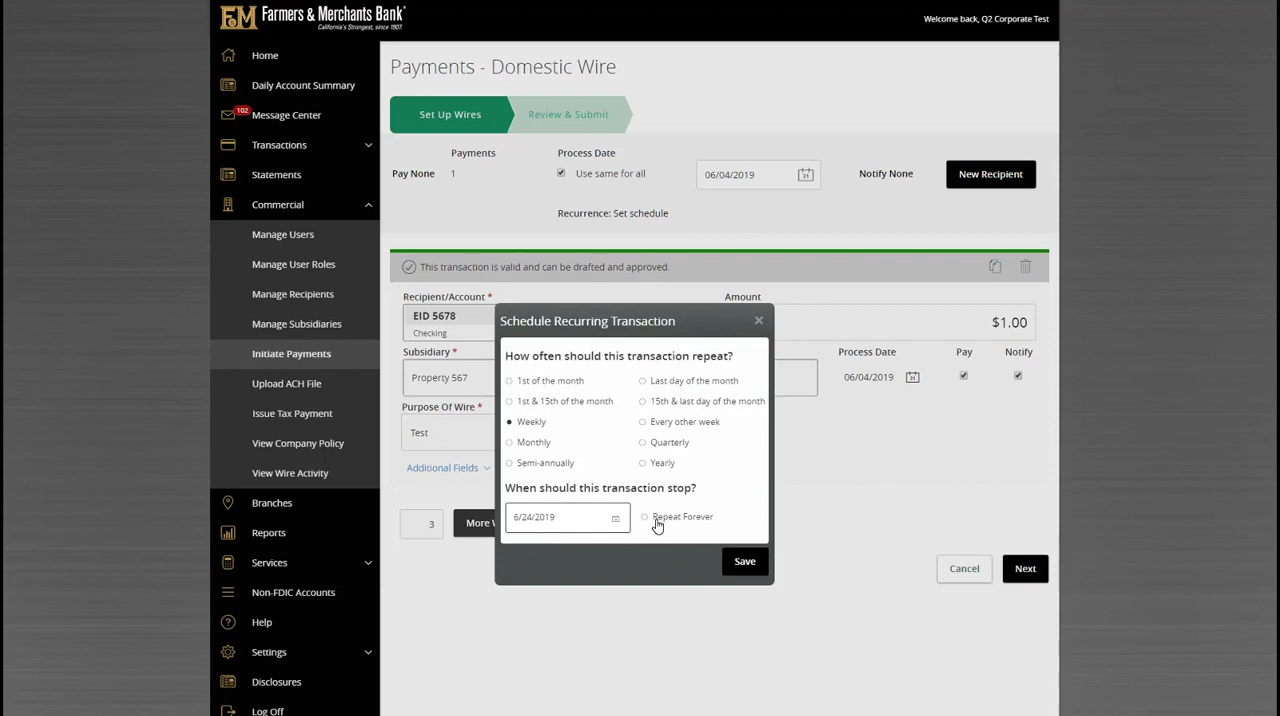 F&M Farmers & Merchants Bank®
California's Strongest, since 1907.
Welcome back, Q2 Corporate Test
Home
Daily Account Summary
102
Message Center
Transactions
Statements
Commercial
Manage Users
Manage User Roles
Manage Recipients
Manage Subsidiaries
Initiate Payments
Upload ACH File
Issue Tax Payment
View Company Policy
View Wire Activity
Branches
Reports
Services
Non-FDIC Accounts
Help
Settings
Disclosures
Log Off
Payments - Domestic Wire
Set Up Wires
Review & Submit
Payments
Process Date
Pay None
1
Use same for all
06/04/2019
31
Notify None
New Recipient
Recurrence: Set schedule
This transaction is valid and can be drafted and approved.
Recipient/Account *
Amount
EID 5678
Checking
$1.00
Subsidiary *
Process Date
Pay
Notify
Property 567
06/04/2019
31
Purpose Of Wire *
Test
Additional Fields
3
More W
Cancel
Next
Schedule Recurring Transaction
How often should this transaction repeat?
1st of the month
Last day of the month
1st & 15th of the month
15th & last day of the month
Weekly
Every other week
Monthly
Quarterly
Semi-annually
Yearly
When should this transaction stop?
6/24/2019
Repeat Forever
Save